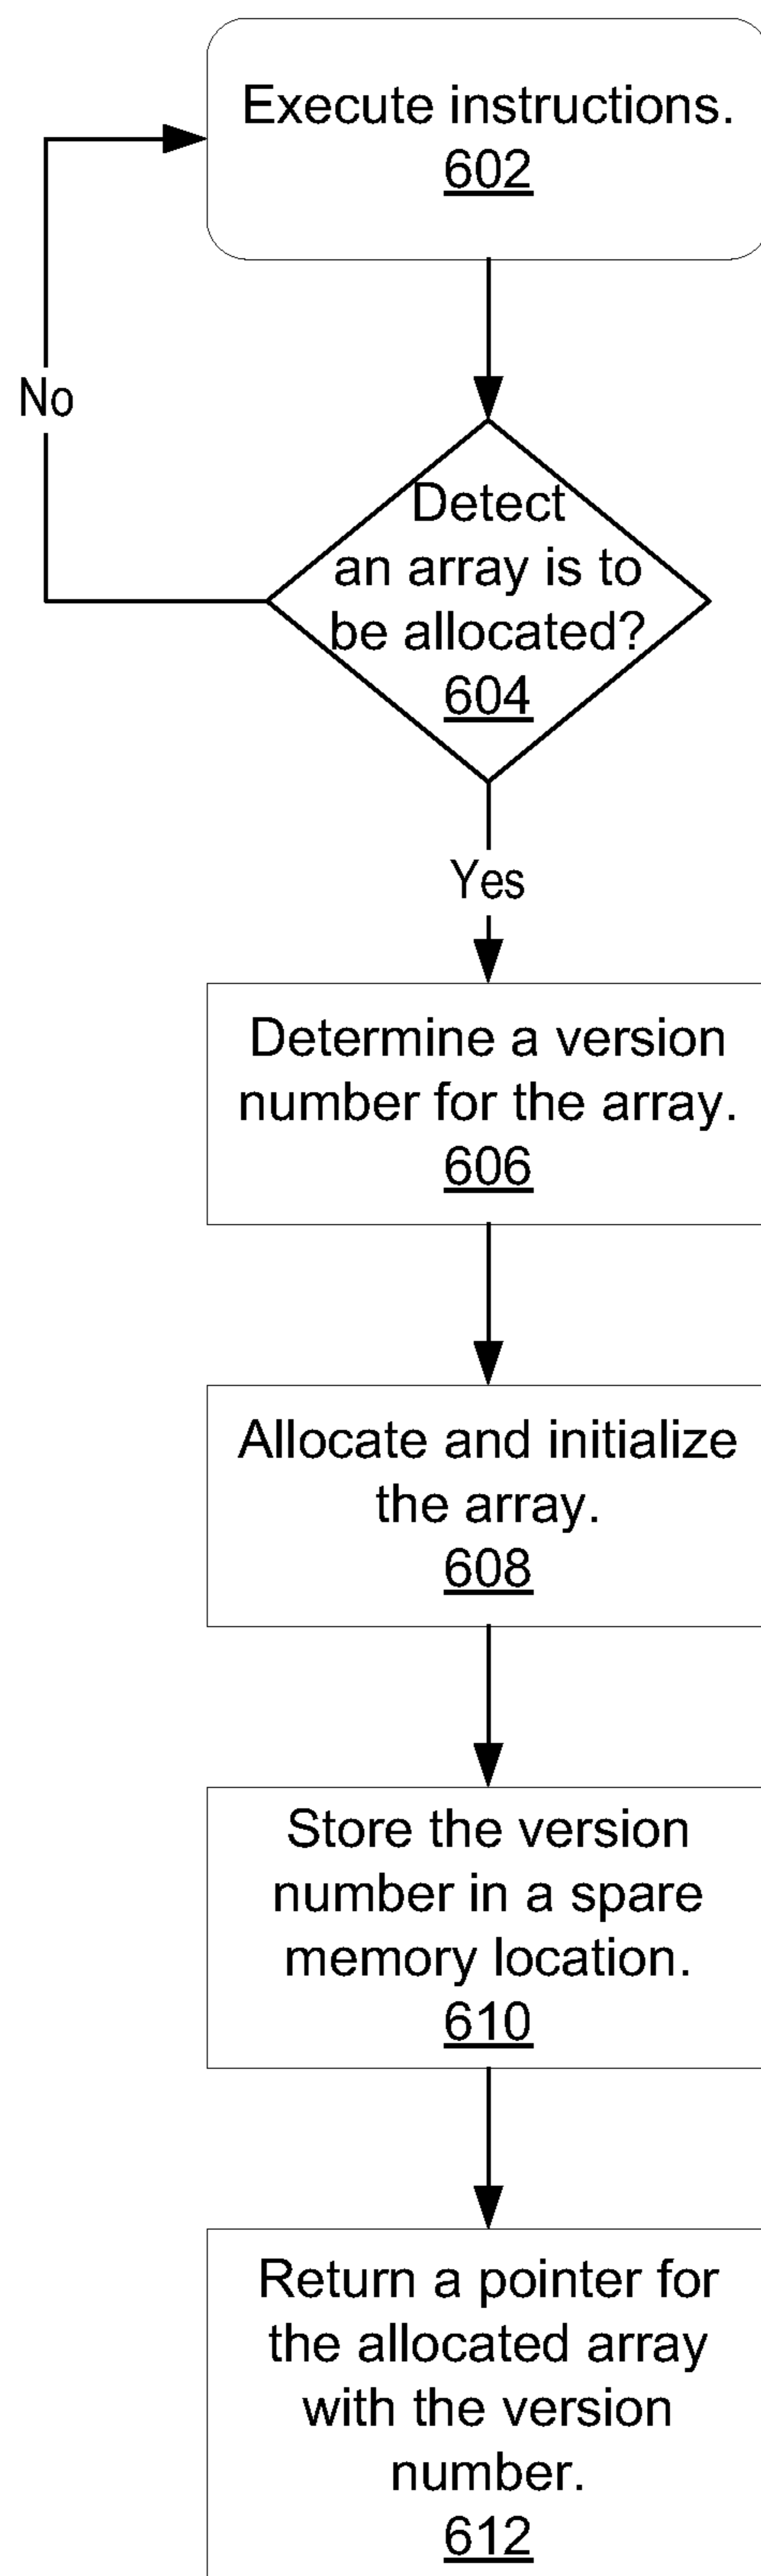 Execute instructions.
602
No
Detect
an array is to
be allocated?
604
Yes
Determine a version
number for the array.
606
Allocate and initialize
the array.
608
Store the version
number in a spare
memory location.
610
Return a pointer for
the allocated array
with the version
number.
612